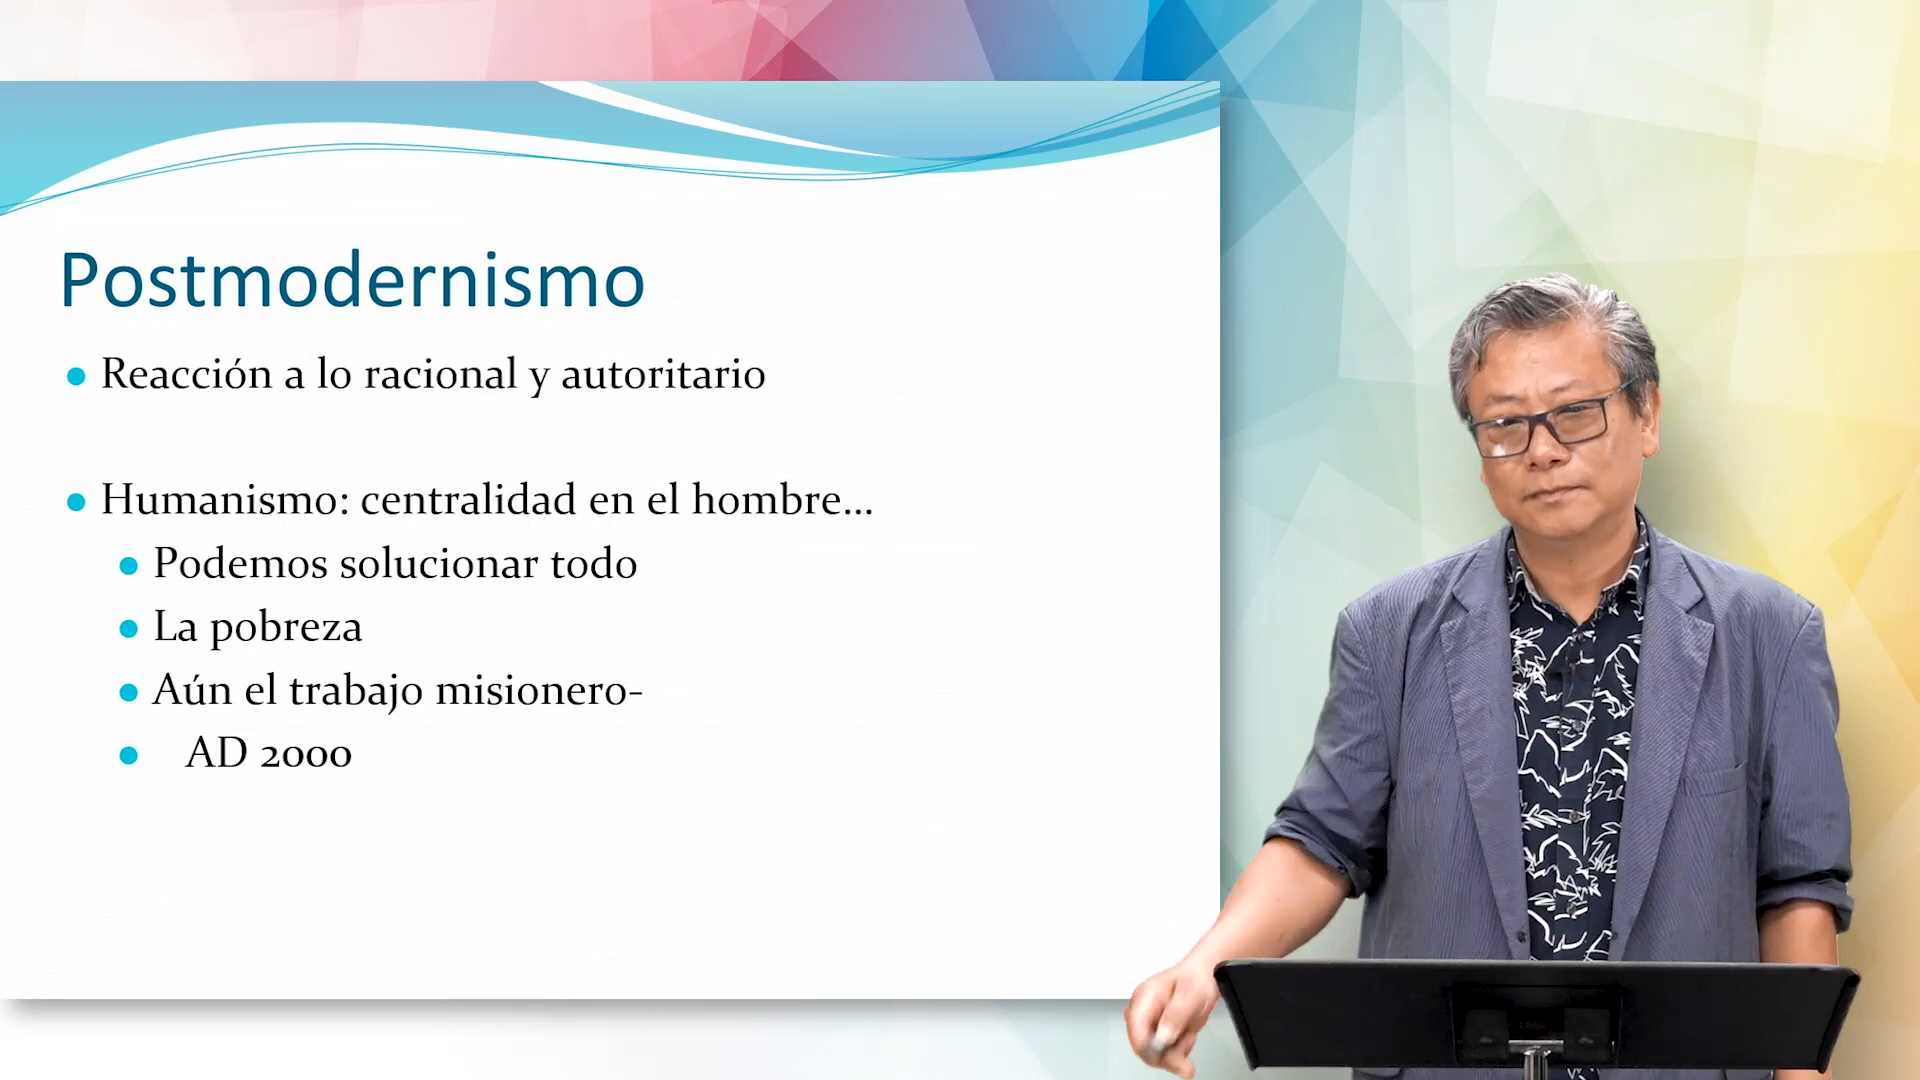 Postmodernismo
Reacción a lo racional y autoritario
Humanismo: centralidad en el hombre...
Podemos solucionar todo
La pobreza
Aún el trabajo misionero-
AD 2000